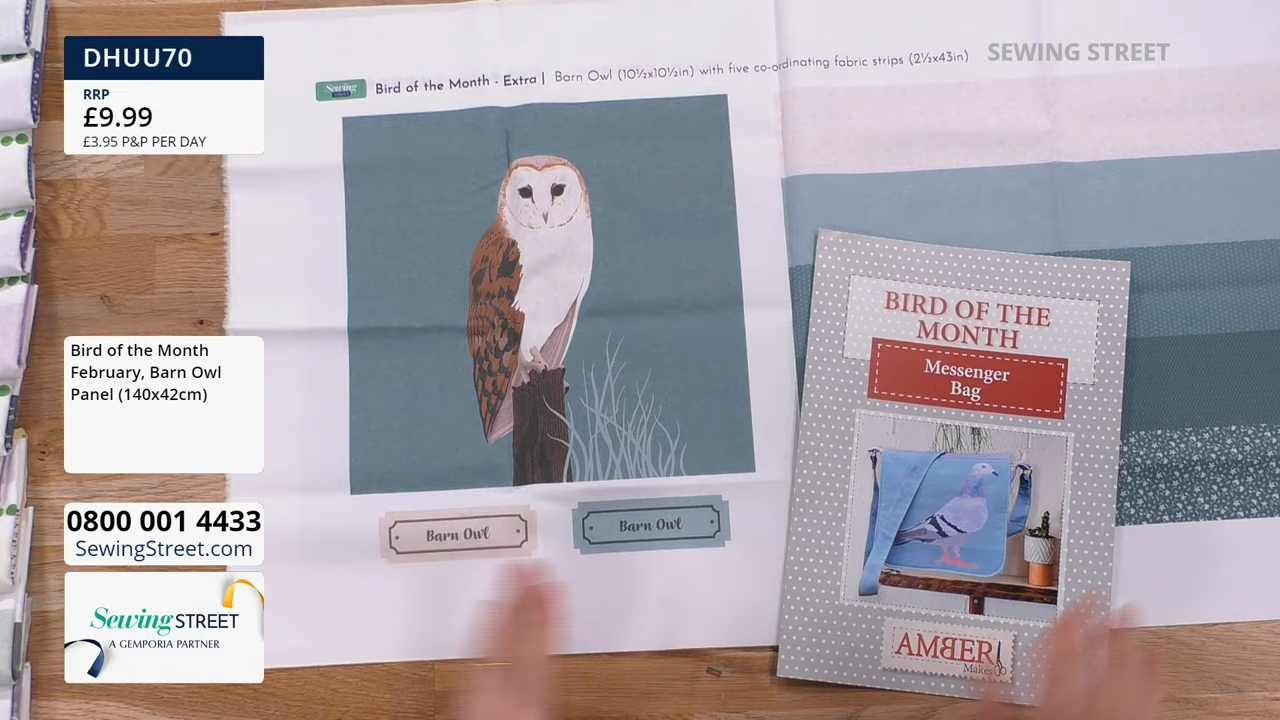 DHUU70
RRP
£9.99
£3.95 P&P PER DAY
SEWING STREET
Sewing
STREET
Bird of the Month - Extra | Barn Owl (10½x10½in) with five co-ordinating fabric strips (2½x43in)
BIRD OF THE
MONTH
Messenger
Bag
Bird of the Month
February, Barn Owl
Panel (140x42cm)
Barn Owl
Barn Owl
0800 001 4433
SewingStreet.com
Sewing STREET
A GEMPORIA PARTNER
AMBER
Makes